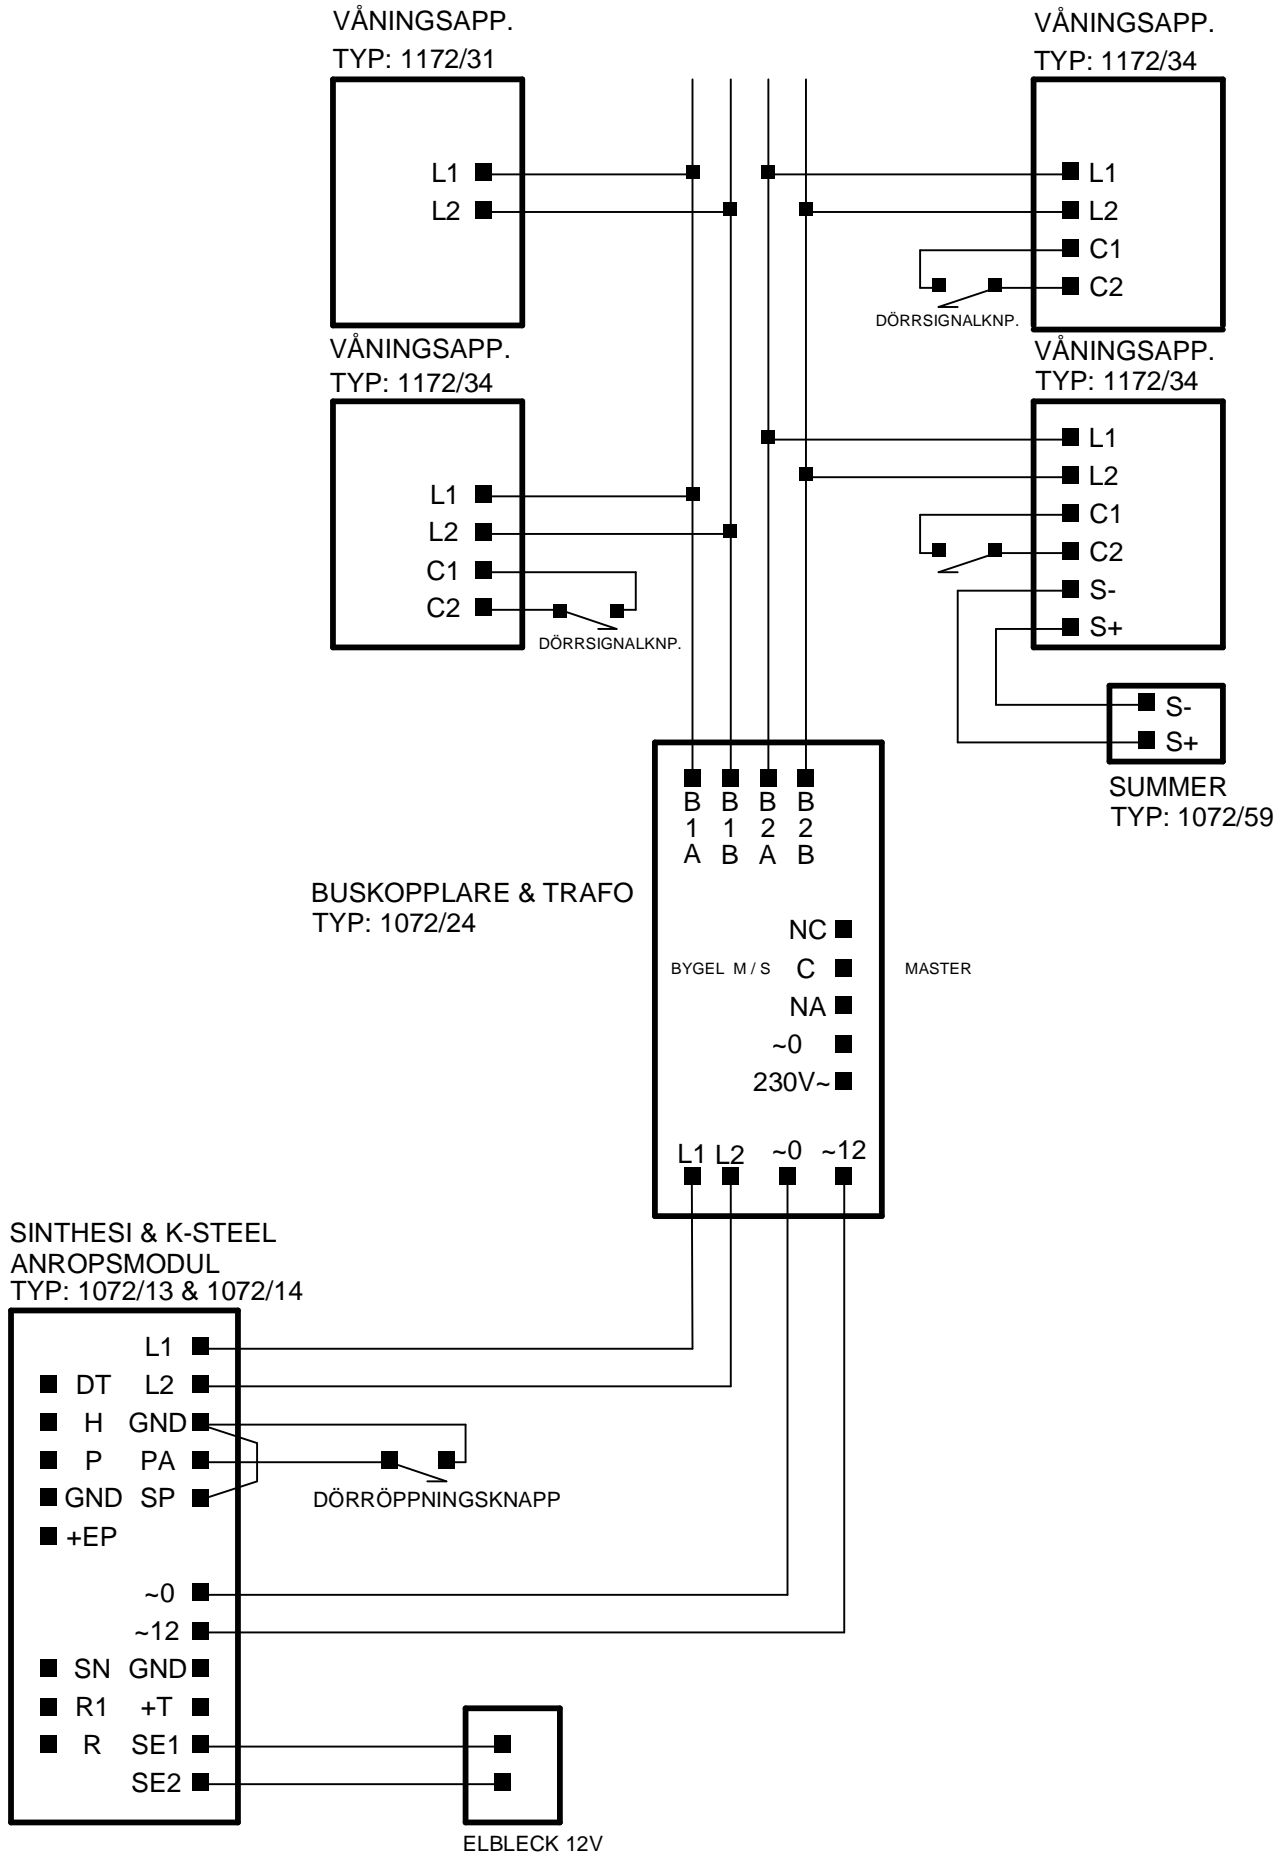 VÅNINGSAPP.
TYP: 1172/31
L1
L2
VÅNINGSAPP.
TYP: 1172/34
L1
L2
C1
C2
DÖRRSIGNALKNP.
VÅNINGSAPP.
TYP: 1172/34
L1
L2
C1
C2
DÖRRSIGNALKNP.
VÅNINGSAPP.
TYP: 1172/34
L1
L2
C1
C2
S-
S+
S-
S+
SUMMER
TYP: 1072/59
B1A
B1B
B2A
B2B
BUSKOPPLARE & TRAFO
TYP: 1072/24
NC
BYGEL M / S C
MASTER
NA
~0
230V~
L1 L2 ~0 ~12
SINTHESI & K-STEEL
ANROPSMODUL
TYP: 1072/13 & 1072/14
L1
DT L2
H GND
P PA
GND SP
+EP
DÖRRÖPPNINGSKNAPP
~0
~12
SN GND
R1 +T
R SE1
SE2
ELBLECK 12V